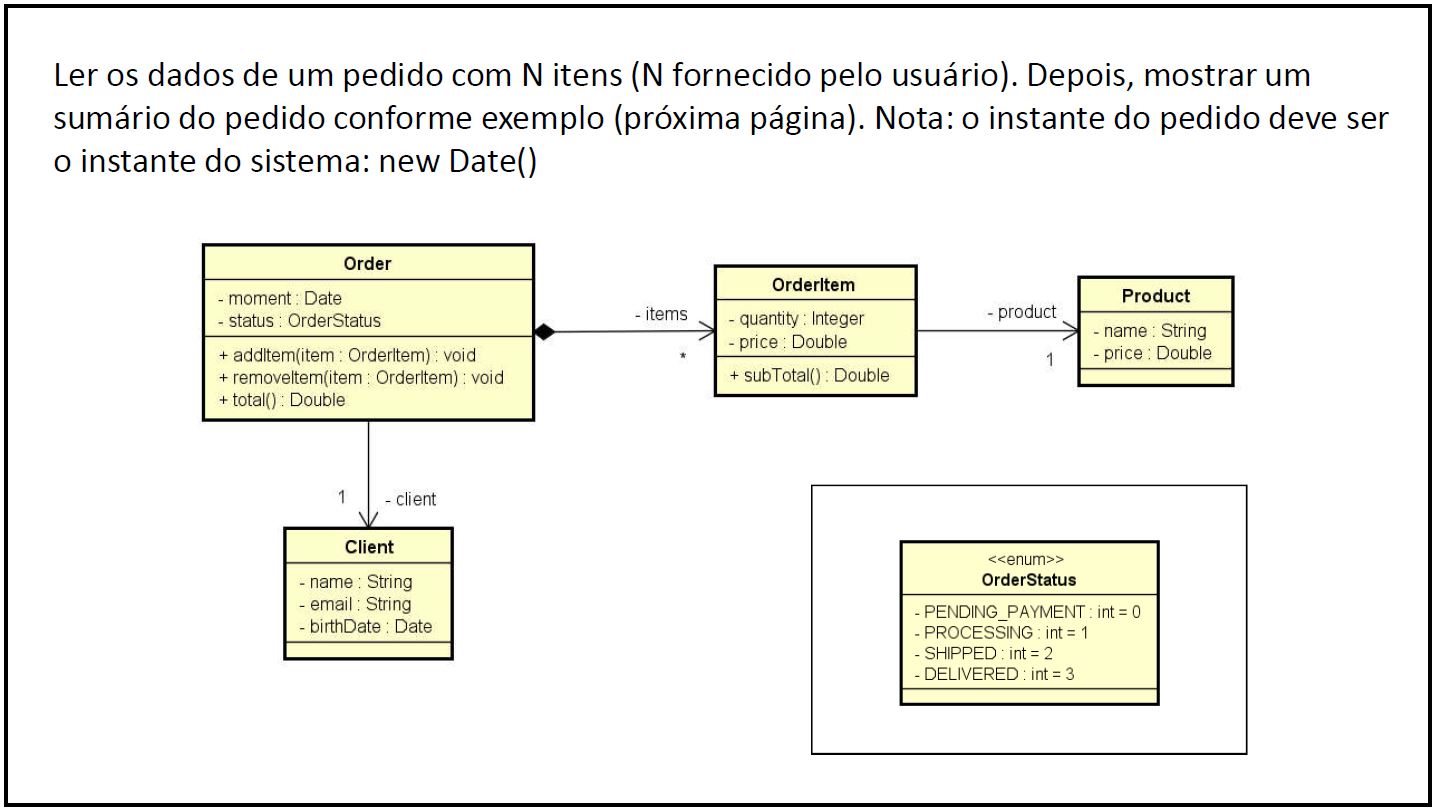 Ler os dados de um pedido com N itens (N fornecido pelo usuário). Depois, mostrar um
sumário do pedido conforme exemplo (próxima página). Nota: o instante do pedido deve ser
o instante do sistema: new Date()
Order
- moment : Date
- status : OrderStatus
+ addItem(item : OrderItem) : void
+ removeItem(item : OrderItem) : void
+ total() : Double
- items
*
OrderItem
- quantity : Integer
- price : Double
+ subTotal() : Double
- product
1
Product
- name : String
- price : Double
1
- client
Client
- name : String
- email : String
- birthDate : Date
<<enum>>
OrderStatus
- PENDING_PAYMENT : int = 0
- PROCESSING : int = 1
- SHIPPED : int = 2
- DELIVERED : int = 3